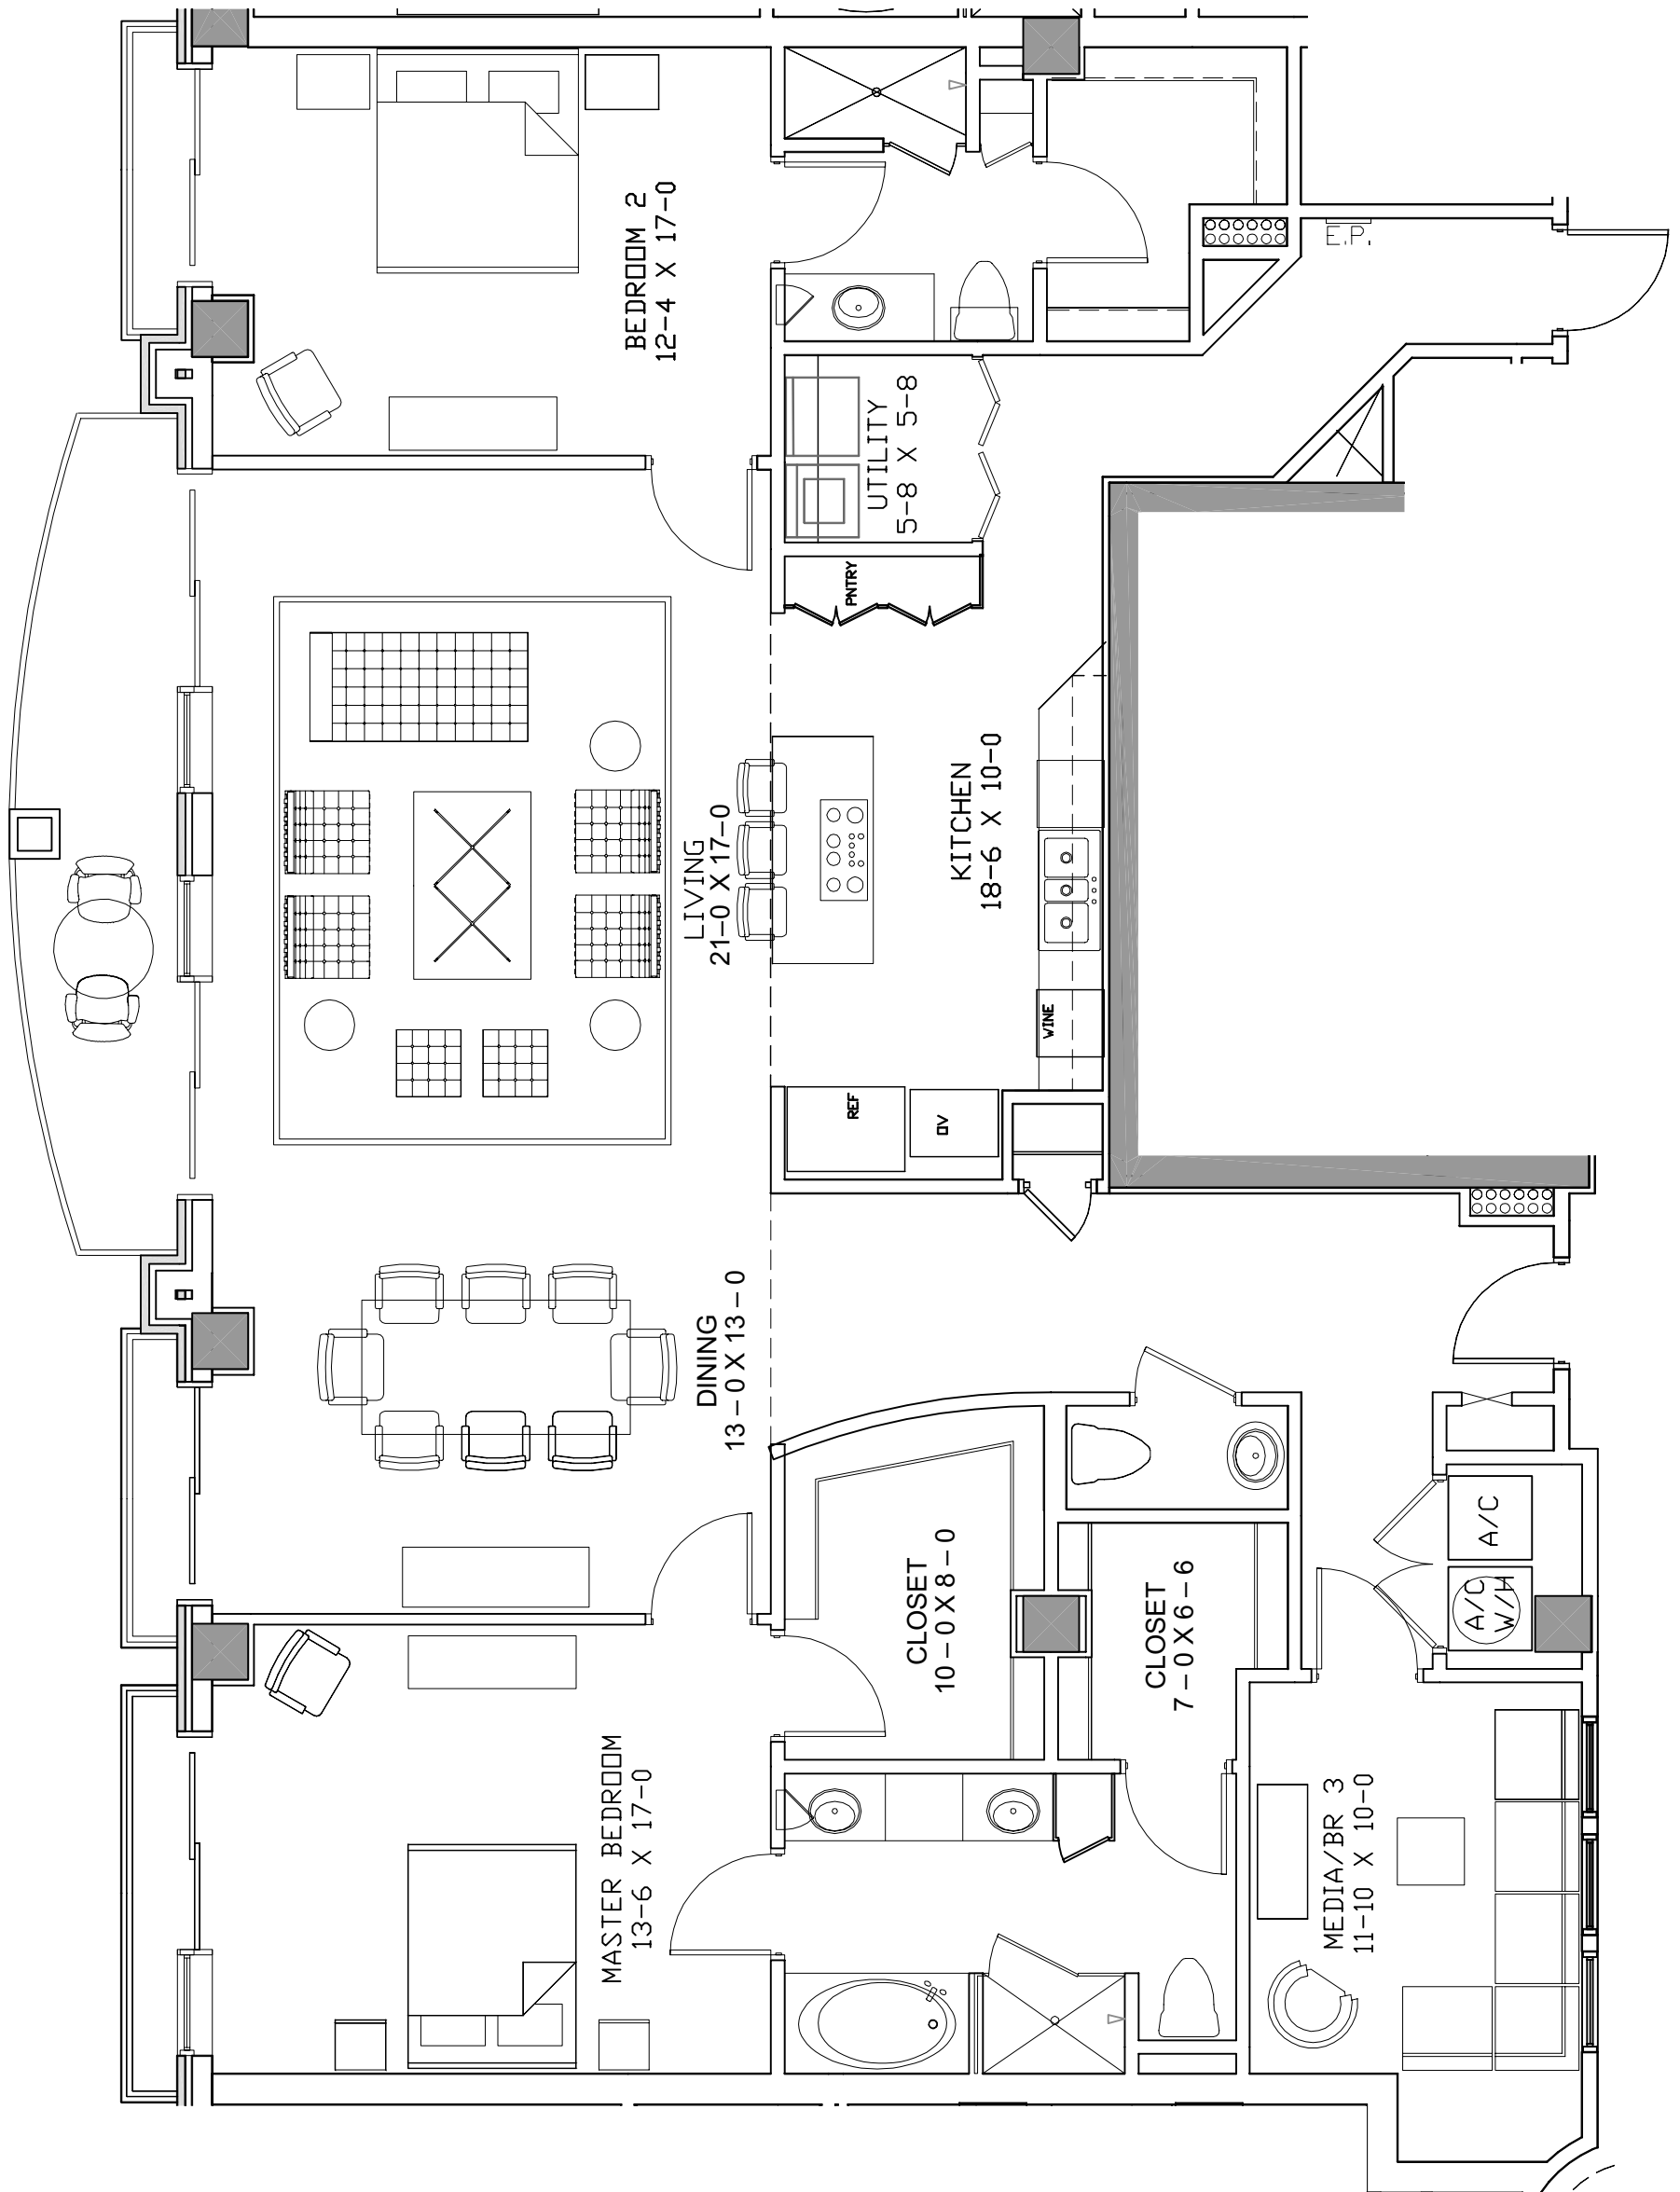 BEDROOM 2
12-4 X 17-0
E.P.
UTILITY
5-8 X 5-8
PNTRY
LIVING
21-0 X 17-0
KITCHEN
18-6 X 10-0
WINE
REF
OV
DINING
13-0 X 13-0
CLOSET
10-0 X 8-0
CLOSET
7-0 X 6-6
A/C
A/C
W/H
MASTER BEDROOM
13-6 X 17-0
MEDIA/BR 3
11-10 X 10-0